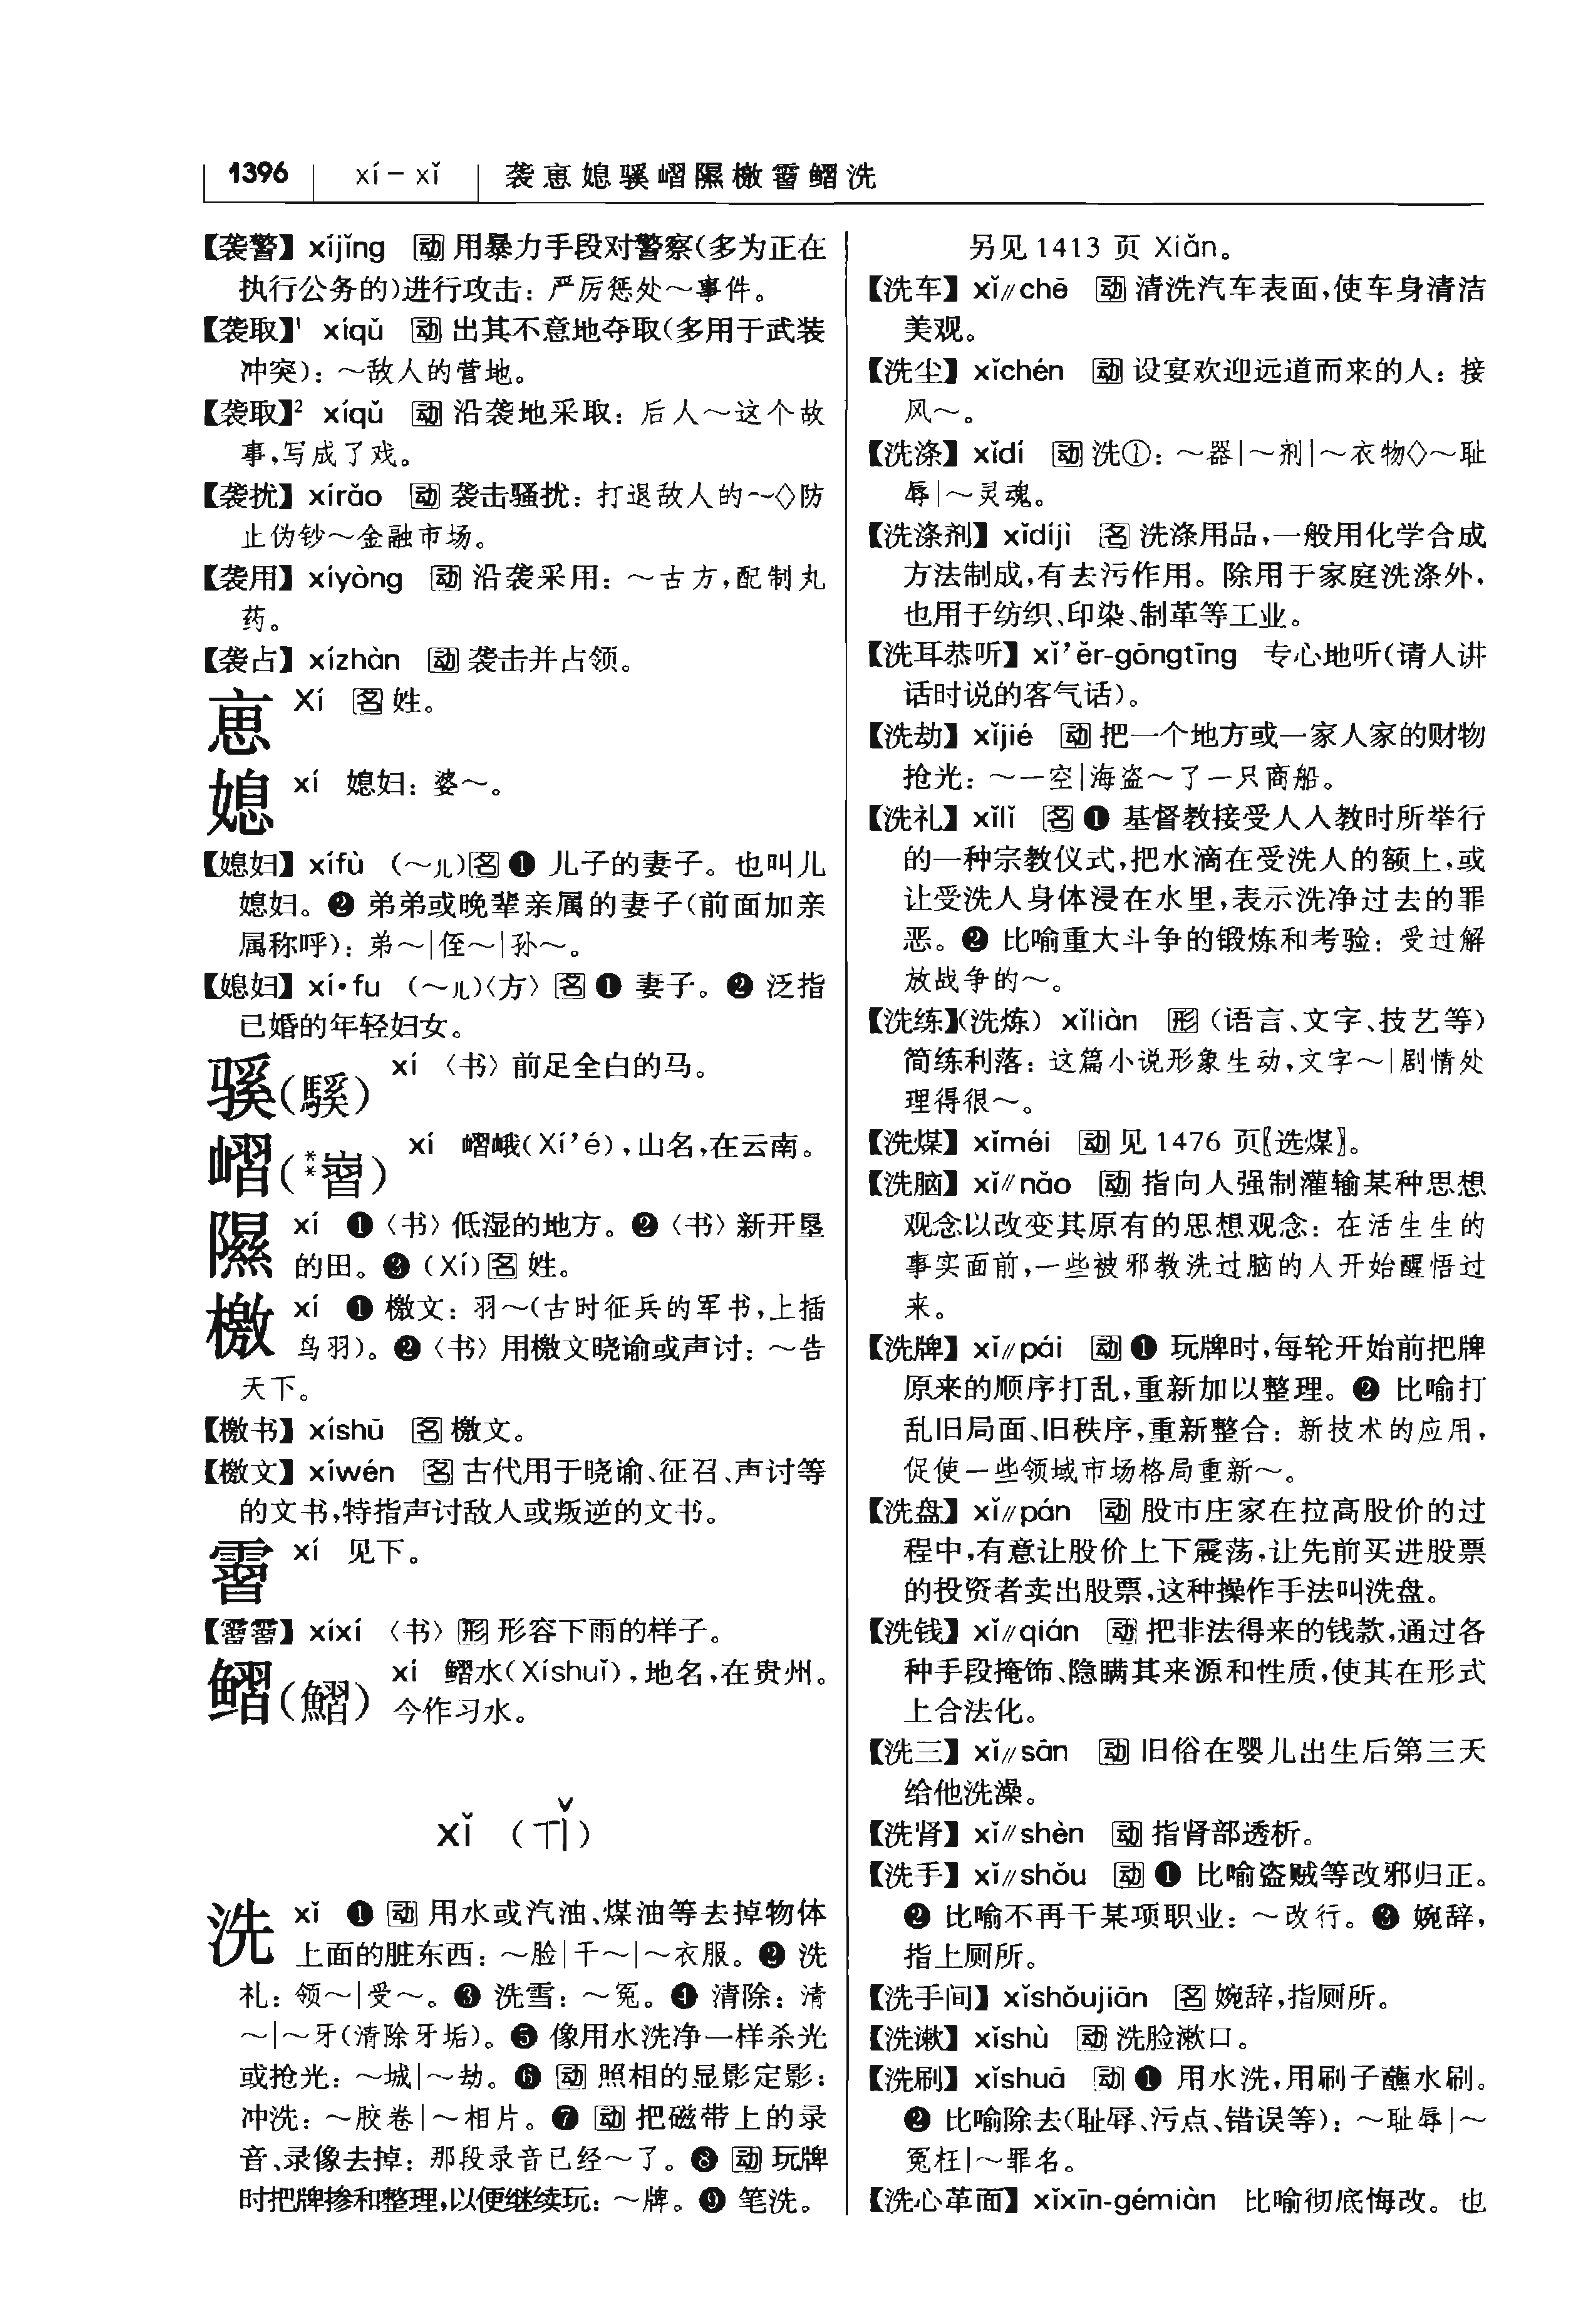 1396 xí－xǐ 袭葸媳骥嶍隰檄霫鳛洗
【袭警】 xíjǐng 动 用暴力手段对警察(多为正在
执行公务的)进行攻击：严厉惩处～事件。
【袭取】¹ xíqǔ 动 出其不意地夺取(多用于武装
冲突)：～敌人的营地。
【袭取】² xíqǔ 动 沿袭地采取：后人～这个故
事,写成了戏。
【袭扰】 xírǎo 动 袭击骚扰：打退敌人的～◇防
止伪钞～金融市场。
【袭用】 xíyòng 动 沿袭采用：～古方,配制丸
药。
【袭占】 xízhàn 动 袭击并占领。
Xí 名 姓。
媳 xí 媳妇：婆～。
【媳妇】 xífù (～儿)名 ❶ 儿子的妻子。也叫儿
媳妇。❷ 弟弟或晚辈亲属的妻子(前面加亲
属称呼)：弟～|侄～|孙～。
【媳妇】 xí·fu (～儿)〈方〉名 ❶ 妻子。❷ 泛指
已婚的年轻妇女。
骚(騱) xí 〈书〉前足全白的马。
嶍(**嶍) xí 嶍峨(Xí’é),山名,在云南。
隰 xí ❶〈书〉低湿的地方。❷〈书〉新开垦
的田。❸ (Xí)名 姓。
檄 xí ❶ 檄文：羽～(古时征兵的军书,上插
鸟羽)。❷〈书〉用檄文晓谕或声讨：～告
天下。
【檄书】 xíshū 名 檄文。
【檄文】 xíwén 名 古代用于晓谕、征召、声讨等
的文书,特指声讨敌人或叛逆的文书。
霫 xí 见下。
【霫霫】 xíxí 〈书〉形 形容下雨的样子。
鳛(鰼) xí 鳛水(Xíshuǐ),地名,在贵州。
今作习水。
xǐ (ㄒㄧˇ)
洗 xǐ ❶ 动 用水或汽油、煤油等去掉物体
上面的脏东西：～脸|干～|～衣服。❷ 洗
礼：领～|受～。❸ 洗雪：～冤。❹ 清除：清
～|～牙(清除牙垢)。❺ 像用水洗净一样杀光
或抢光：～城|～劫。❻ 动 照相的显影定影；
冲洗：～胶卷|～相片。❼ 动 把磁带上的录
音、录像去掉：那段录音已经～了。❽ 动 玩牌
时把牌掺和整理,以便继续玩：～牌。❾ 笔洗。
另见 1413 页 Xiǎn。
【洗车】 xǐ∥chē 动 清洗汽车表面,使车身清洁
美观。
【洗尘】 xǐchén 动 设宴欢迎远道而来的人：接
风～。
【洗涤】 xǐdí 动 洗①：～器|～剂|～衣物◇～耻
辱|～灵魂。
【洗涤剂】 xǐdíjì 名 洗涤用品,一般用化学合成
方法制成,有去污作用。除用于家庭洗涤外,
也用于纺织、印染、制革等工业。
【洗耳恭听】 xǐ’ěr-gōngtīng 专心地听(请人讲
话时说的客气话)。
【洗劫】 xǐjié 动 把一个地方或一家人家的财物
抢光：～一空|海盗～了一只商船。
【洗礼】 xǐlǐ 名 ❶ 基督教接受人入教时所举行
的一种宗教仪式,把水滴在受洗人的额上,或
让受洗人身体浸在水里,表示洗净过去的罪
恶。❷ 比喻重大斗争的锻炼和考验：受过解
放战争的～。
【洗练】(洗炼) xǐliàn 形 (语言、文字、技艺等)
简练利落：这篇小说形象生动,文字～|剧情处
理得很～。
【洗煤】 xǐméi 动 见 1476 页〖选煤〗。
【洗脑】 xǐ∥nǎo 动 指向人强制灌输某种思想
观念以改变其原有的思想观念：在活生生的
事实面前,一些被邪教洗过脑的人开始醒悟过
来。
【洗牌】 xǐ∥pái 动 ❶ 玩牌时,每轮开始前把牌
原来的顺序打乱,重新加以整理。❷ 比喻打
乱旧局面、旧秩序,重新整合：新技术的应用,
促使一些领域市场格局重新～。
【洗盘】 xǐ∥pán 动 股市庄家在拉高股价的过
程中,有意让股价上下震荡,让先前买进股票
的投资者卖出股票,这种操作手法叫洗盘。
【洗钱】 xǐ∥qián 动 把非法得来的钱款,通过各
种手段掩饰、隐瞒其来源和性质,使其在形式
上合法化。
【洗三】 xǐ∥sān 动 旧俗在婴儿出生后第三天
给他洗澡。
【洗肾】 xǐ∥shèn 动 指肾部透析。
【洗手】 xǐ∥shǒu 动 ❶ 比喻盗贼等改邪归正。
❷ 比喻不再干某项职业：～改行。❸ 婉辞,
指上厕所。
【洗手间】 xǐshǒujiān 名 婉辞,指厕所。
【洗漱】 xǐshù 动 洗脸漱口。
【洗刷】 xǐshuā 动 ❶ 用水洗,用刷子蘸水刷。
❷ 比喻除去(耻辱、污点、错误等)：～耻辱|～
冤枉|～罪名。
【洗心革面】 xǐxīn-gémiàn 比喻彻底悔改。也